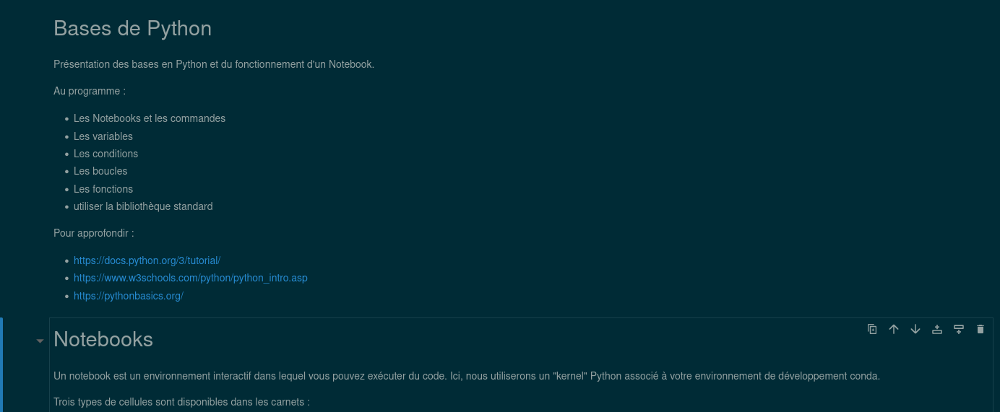 Bases de Python
Présentation des bases en Python et du fonctionnement d'un Notebook.
Au programme :
• Les Notebooks et les commandes
• Les variables
• Les conditions
• Les boucles
• Les fonctions
• utiliser la bibliothèque standard
Pour approfondir :
• https://docs.python.org/3/tutorial/
• https://www.w3schools.com/python/python_intro.asp
• https://pythonbasics.org/
Notebooks
Un notebook est un environnement interactif dans lequel vous pouvez exécuter du code. Ici, nous utiliserons un "kernel" Python associé à votre environnement de développement conda.
Trois types de cellules sont disponibles dans les carnets :